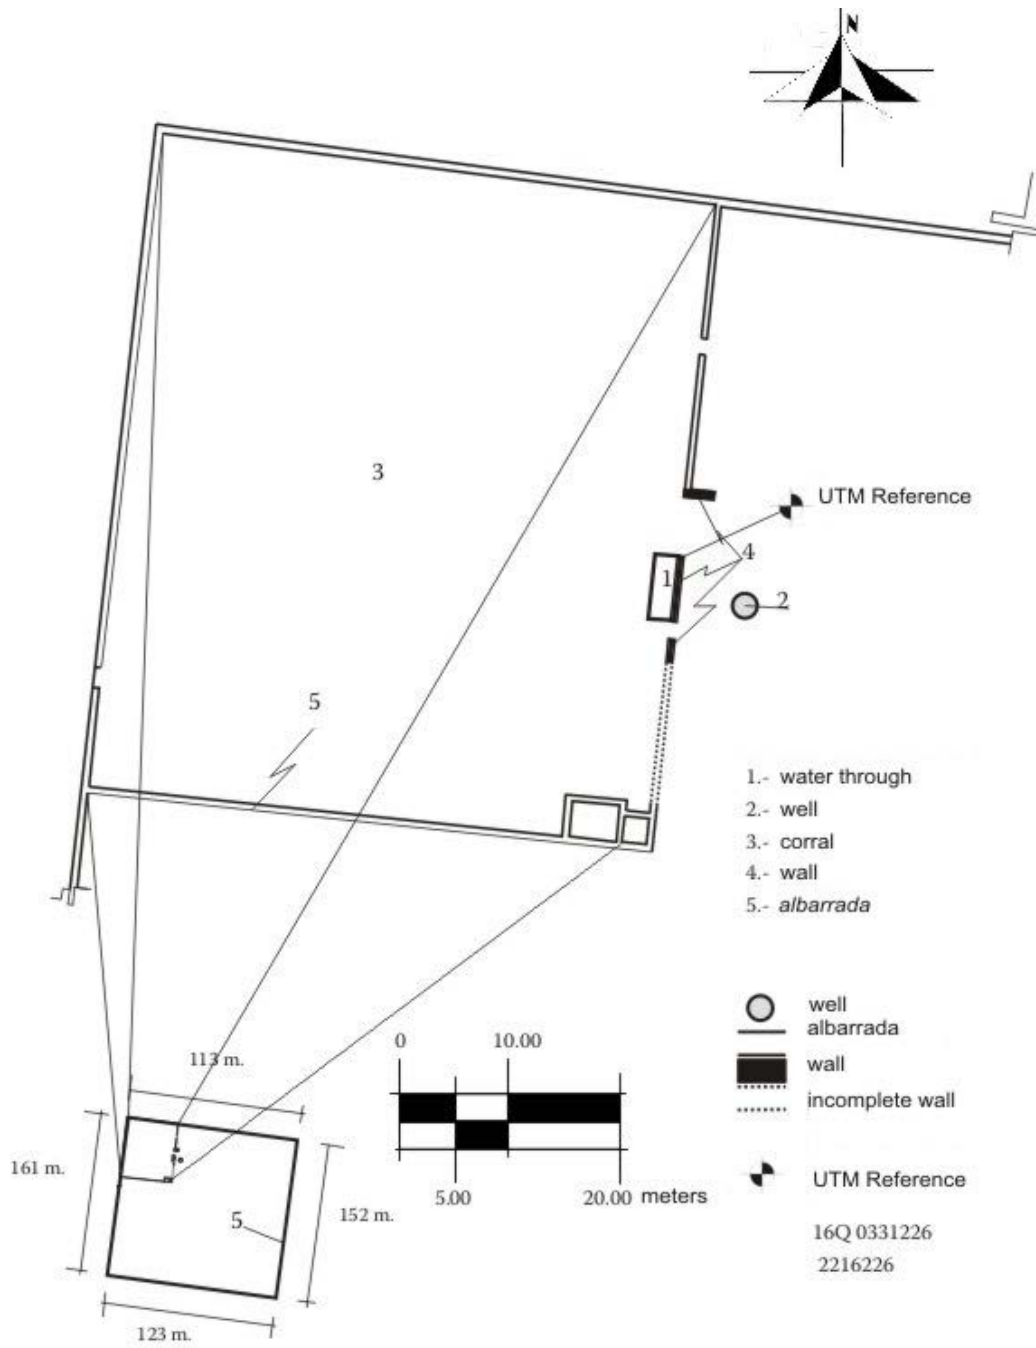 N
3
UTM Reference
4
1
2
5
1.- water through
2.- well
3.- corral
4.- wall
5.- albarrada
well
albarrada
wall
incomplete wall
UTM Reference
16Q 0331226
2216226
0 10.00
5.00 20.00 meters
113 m.
161 m.
152 m.
5
123 m.